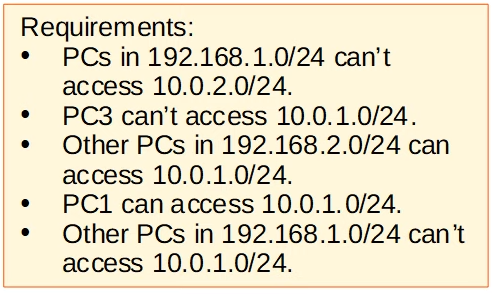 Requirements:
• PCs in 192.168.1.0/24 can't
access 10.0.2.0/24.
• PC3 can't access 10.0.1.0/24.
• Other PCs in 192.168.2.0/24 can
access 10.0.1.0/24.
• PC1 can access 10.0.1.0/24.
• Other PCs in 192.168.1.0/24 can't
access 10.0.1.0/24.